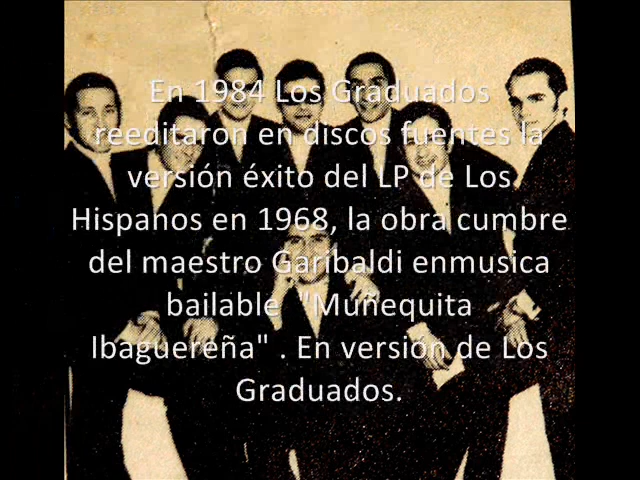 En 1984 Los Graduados
reeditaron en discos fuentes la
versión éxito del LP de Los
Hispanos en 1968, la obra cumbre
del maestro Garibaldi enmusica
bailable "Muñequita
Ibaguereña" . En versión de Los
Graduados.